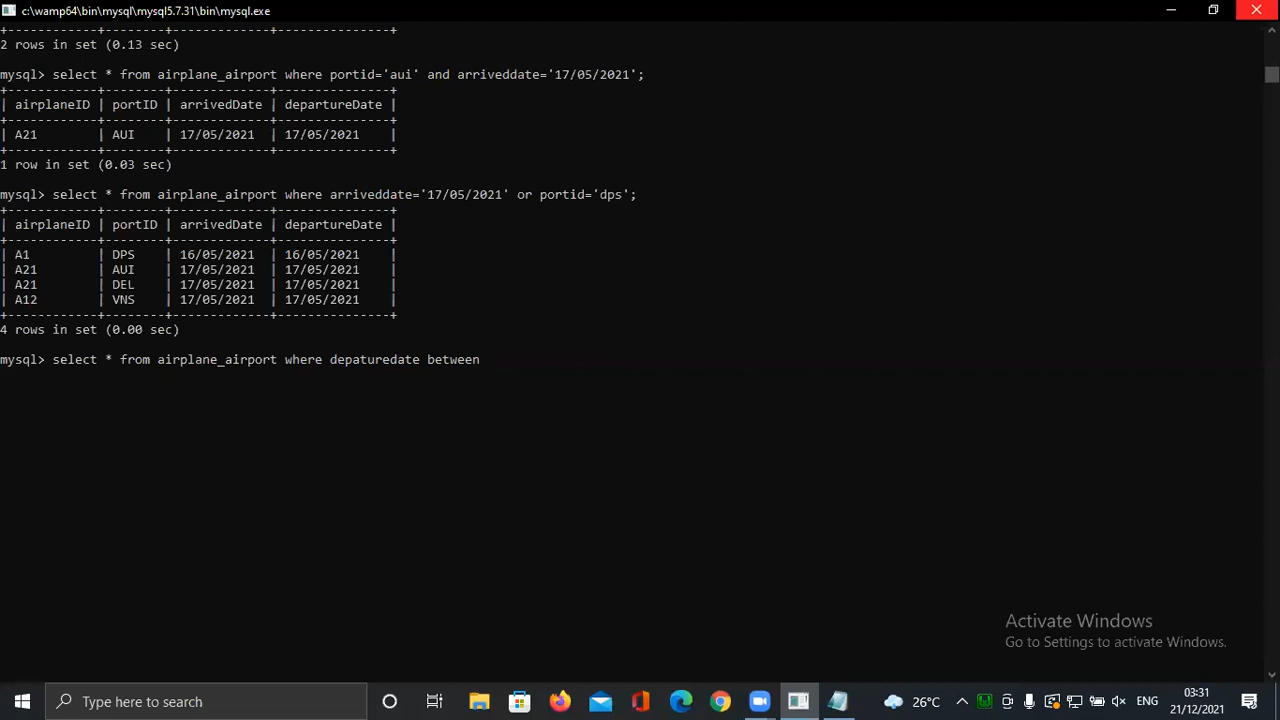 c:\wamp64\bin\mysql\mysql5.7.31\bin\mysql.exe
+-------------+--------+-------------+---------------+
2 rows in set (0.13 sec)
mysql> select * from airplane_airport where portid='aui' and arriveddate='17/05/2021';
+------------+--------+-------------+---------------+
| airplaneID | portID | arrivedDate | departureDate |
+------------+--------+-------------+---------------+
| A21        | AUI    | 17/05/2021  | 17/05/2021    |
+------------+--------+-------------+---------------+
1 row in set (0.03 sec)
mysql> select * from airplane_airport where arriveddate='17/05/2021' or portid='dps';
+------------+--------+-------------+---------------+
| airplaneID | portID | arrivedDate | departureDate |
+------------+--------+-------------+---------------+
| A1         | DPS    | 16/05/2021  | 16/05/2021    |
| A21        | AUI    | 17/05/2021  | 17/05/2021    |
| A21        | DEL    | 17/05/2021  | 17/05/2021    |
| A12        | VNS    | 17/05/2021  | 17/05/2021    |
+------------+--------+-------------+---------------+
4 rows in set (0.00 sec)
mysql> select * from airplane_airport where depaturedate between
Activate Windows
Go to Settings to activate Windows.
Type here to search
26°C
ENG
03:31
21/12/2021